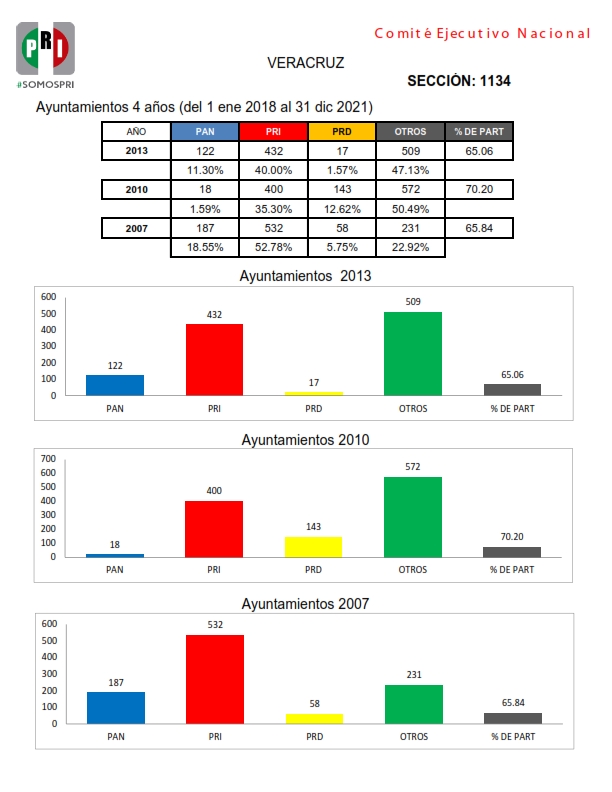 Comité Ejecutivo Nacional
PRI
#SOMOSPRI
VERACRUZ
SECCIÓN: 1134
Ayuntamientos 4 años (del 1 ene 2018 al 31 dic 2021)
AÑO PAN PRI PRD OTROS % DE PART
2013 122 432 17 509 65.06
11.30% 40.00% 1.57% 47.13%
2010 18 400 143 572 70.20
1.59% 35.30% 12.62% 50.49%
2007 187 532 58 231 65.84
18.55% 52.78% 5.75% 22.92%
Ayuntamientos 2013
600
500
400
300
200
100
0
122 432 17 509 65.06
PAN PRI PRD OTROS % DE PART
Ayuntamientos 2010
700
600
500
400
300
200
100
0
18 400 143 572 70.20
PAN PRI PRD OTROS % DE PART
Ayuntamientos 2007
600
500
400
300
200
100
0
187 532 58 231 65.84
PAN PRI PRD OTROS % DE PART